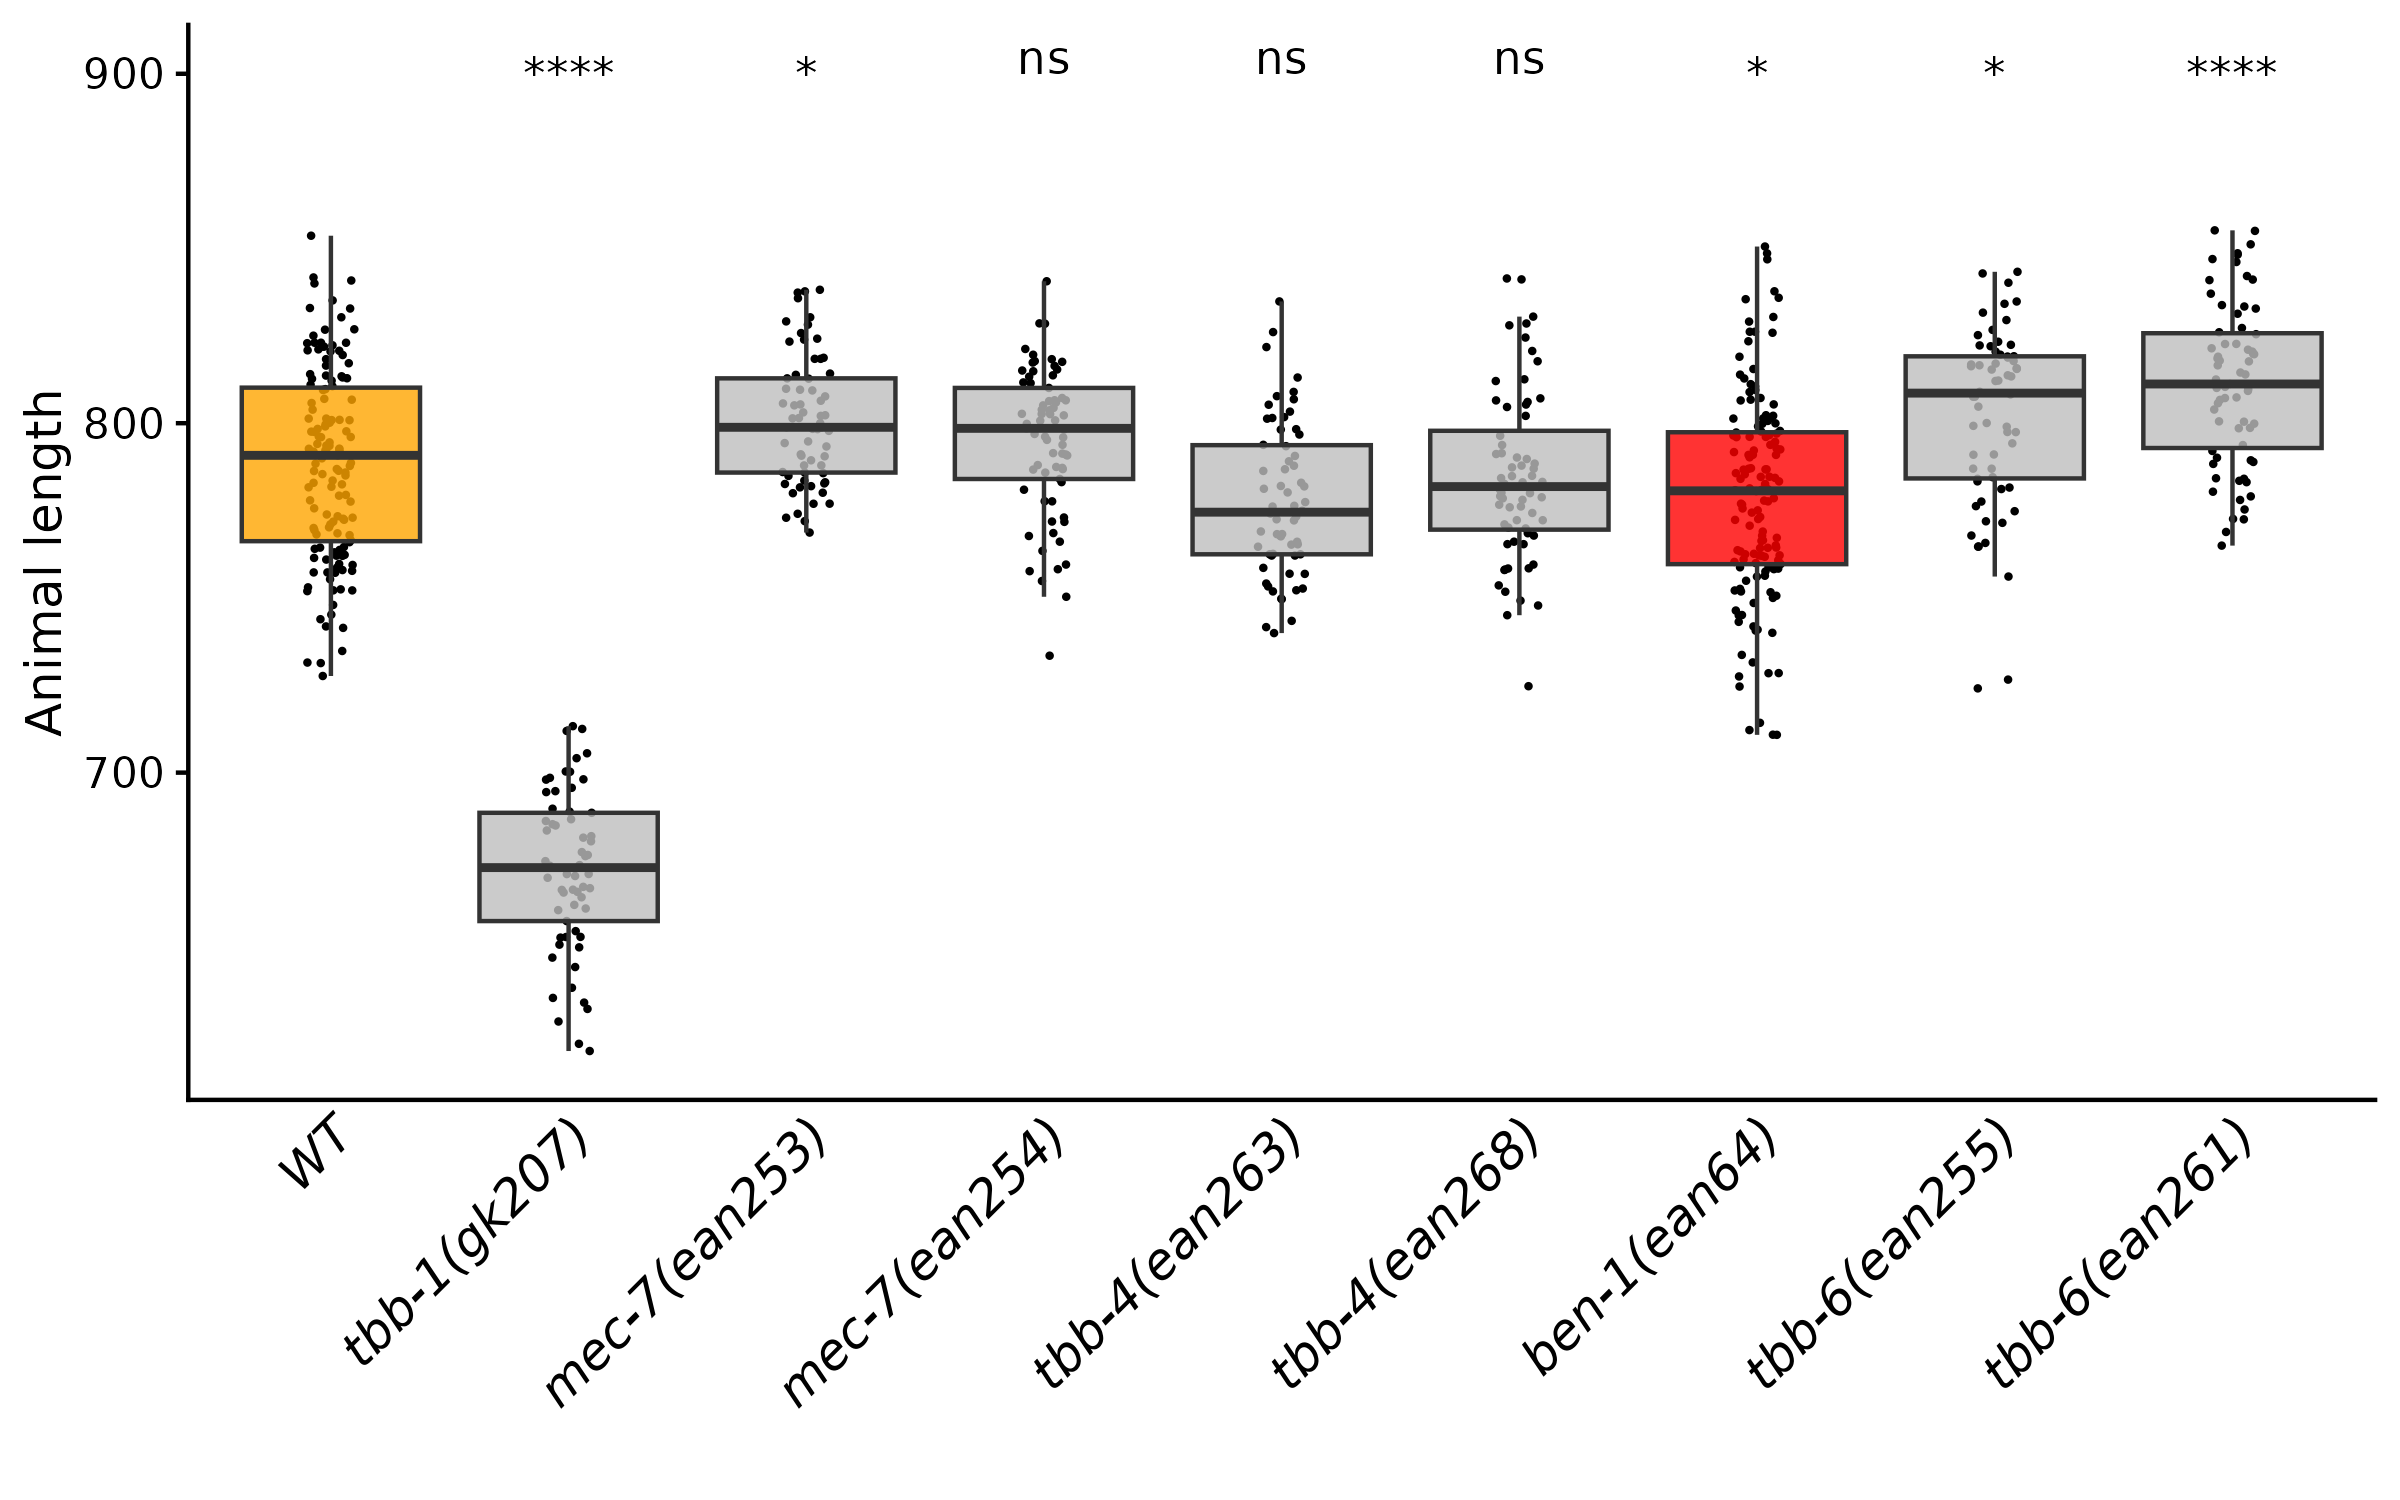 **** * ns ns ns * * ****
900
800
700
Animal length
WT
tbb-1(gk207)
mec-7(ean253)
mec-7(ean254)
tbb-4(ean263)
tbb-4(ean268)
ben-1(ean64)
tbb-6(ean255)
tbb-6(ean261)